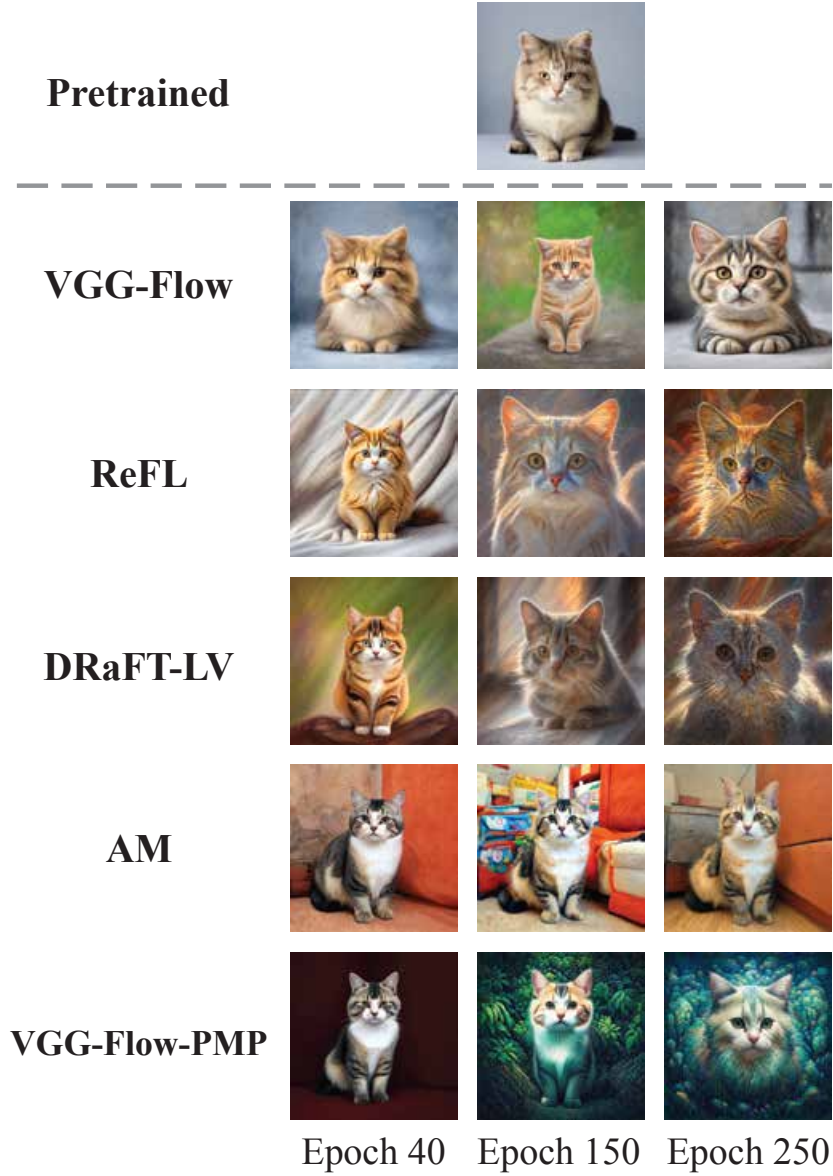 Pretrained
VGG-Flow
ReFL
DRaFT-LV
AM
VGG-Flow-PMP
Epoch 40 Epoch 150 Epoch 250